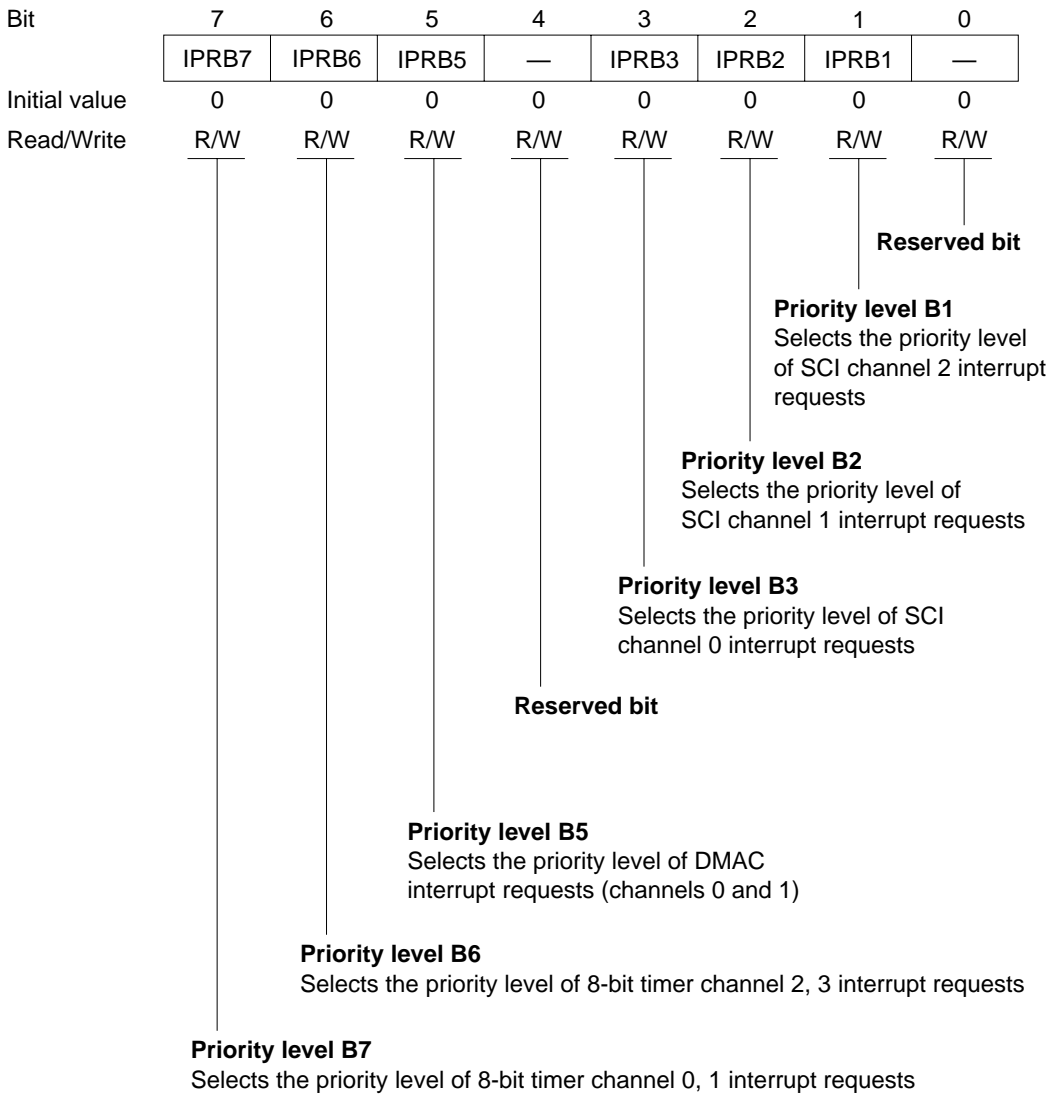 Bit 7 6 5 4 3 2 1 0
IPRB7 IPRB6 IPRB5 — IPRB3 IPRB2 IPRB1 —
Initial value 0 0 0 0 0 0 0 0
Read/Write R/W R/W R/W R/W R/W R/W R/W R/W
Reserved bit
Priority level B1
Selects the priority level
of SCI channel 2 interrupt
requests
Priority level B2
Selects the priority level of
SCI channel 1 interrupt requests
Priority level B3
Selects the priority level of SCI
channel 0 interrupt requests
Reserved bit
Priority level B5
Selects the priority level of DMAC
interrupt requests (channels 0 and 1)
Priority level B6
Selects the priority level of 8-bit timer channel 2, 3 interrupt requests
Priority level B7
Selects the priority level of 8-bit timer channel 0, 1 interrupt requests